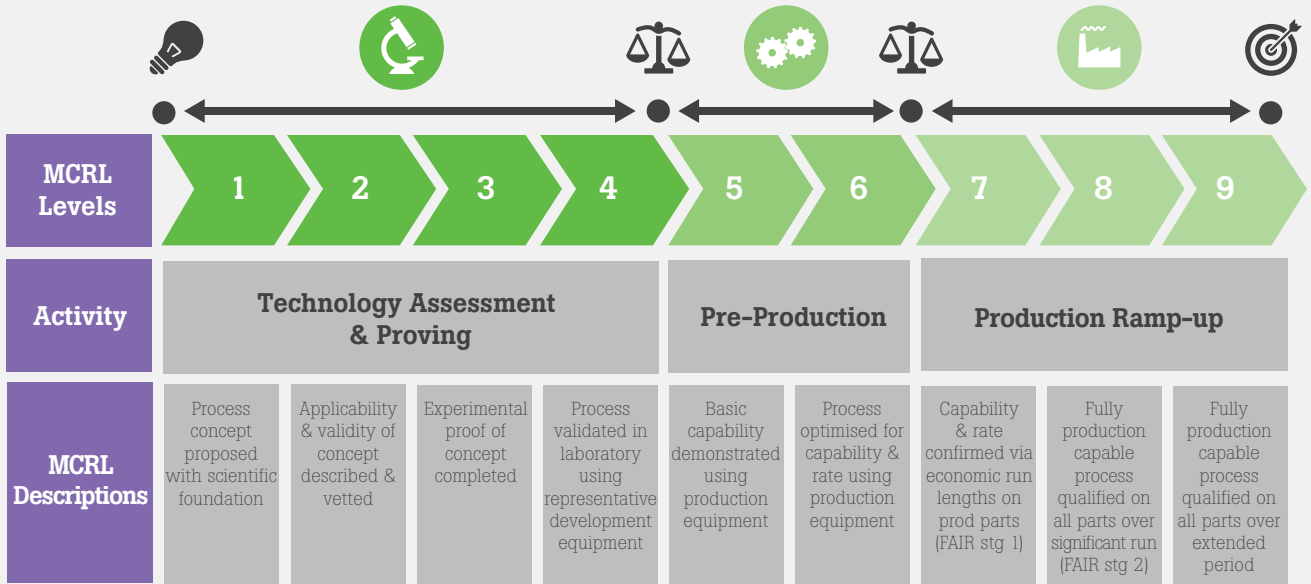 MCRL
Levels
1
2
3
4
5
6
7
8
9
Activity
Technology Assessment
& Proving
Pre-Production
Production Ramp-up
MCRL
Descriptions
Process
concept
proposed
with scientific
foundation
Applicability
& validity of
concept
described &
vetted
Experimental
proof of
concept
completed
Process
validated in
laboratory
using
representative
development
equipment
Basic
capability
demonstrated
using
production
equipment
Process
optimised for
capability &
rate using
production
equipment
Capability
& rate
confirmed via
economic run
lengths on
prod parts
(FAIR stg 1)
Fully
production
capable
process
qualified on
all parts over
significant run
(FAIR stg 2)
Fully
production
capable
process
qualified on
all parts over
extended
period